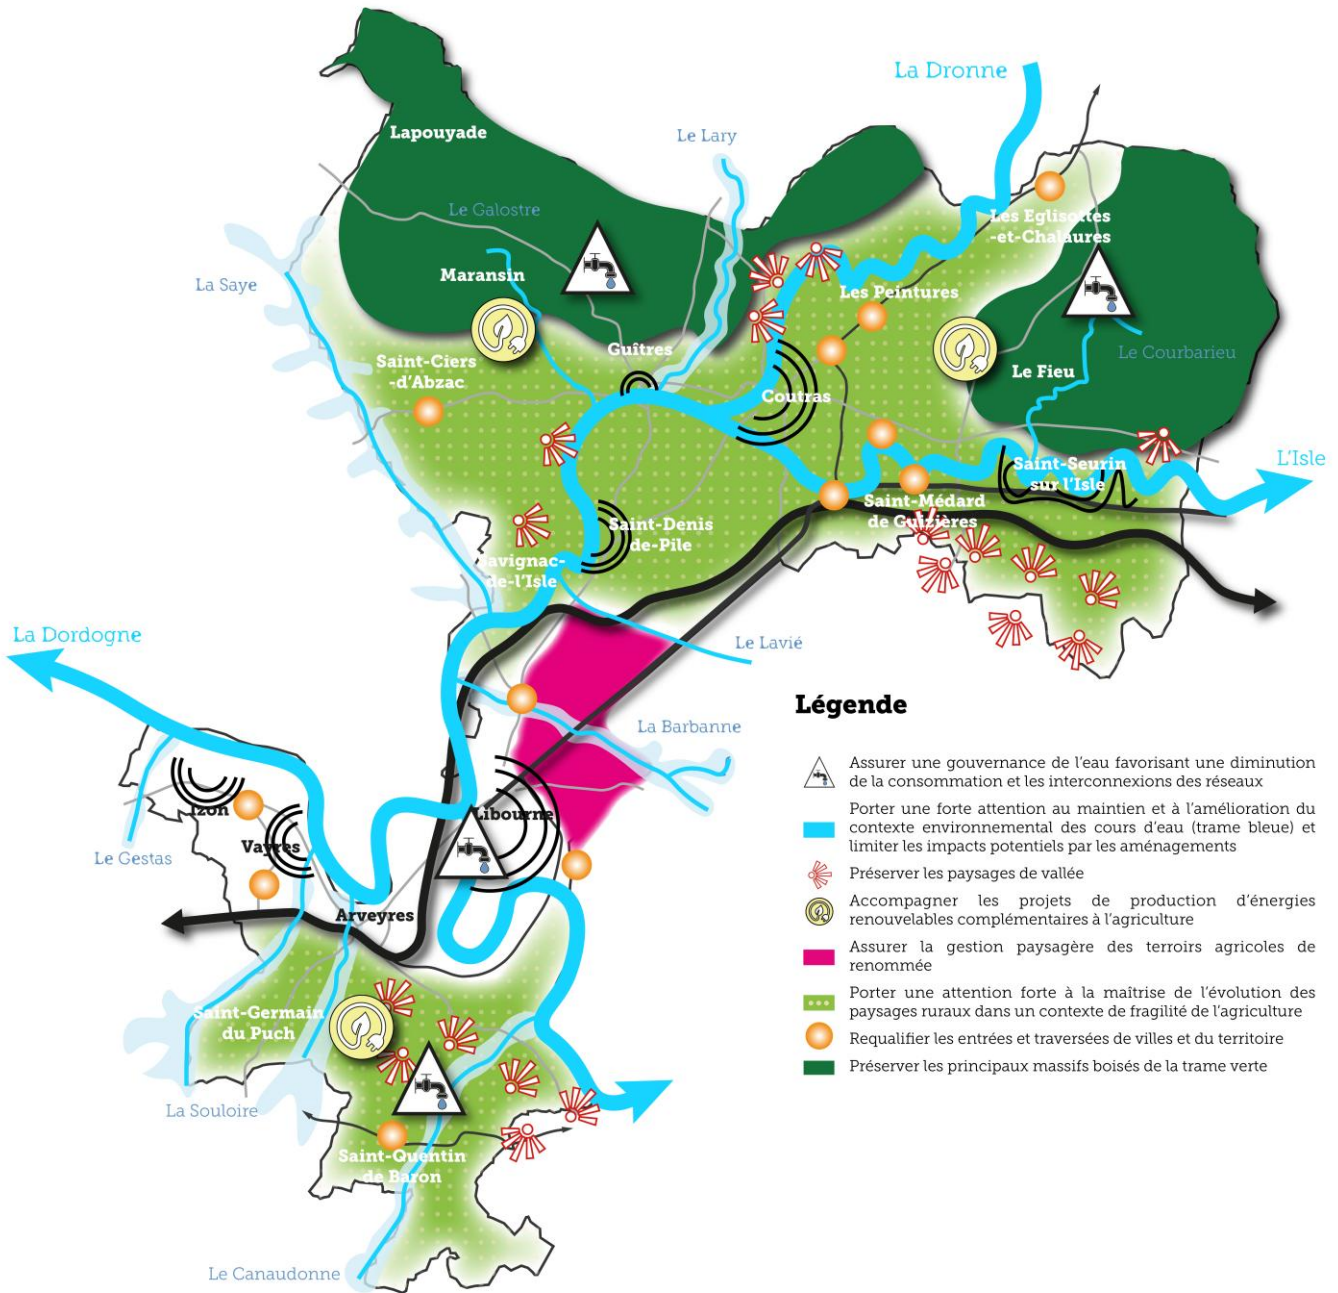 La Dronne
Lapouyade
Le Lary
Le Galostre
Les Eglisottes
-et-Chalaures
La Saye
Maransin
Les Peintures
Guîtres
Le Courbarieu
Saint-Ciers
-d'Abzac
Le Fieu
Coutras
L'Isle
Saint-Seurin
sur l'Isle
Saint-Médard
de Guizières
Saint-Denis
de-Pile
Savignac-
de-l'Isle
La Dordogne
Le Lavié
La Barbanne
Izon
Libourne
Vayres
Le Gestas
Arveyres
Saint-Germain
du Puch
La Souloire
Saint-Quentin
de Baron
Le Canaudonne
Légende
Assurer une gouvernance de l'eau favorisant une diminution
de la consommation et les interconnexions des réseaux
Porter une forte attention au maintien et à l'amélioration du
contexte environnemental des cours d'eau (trame bleue) et
limiter les impacts potentiels par les aménagements
Préserver les paysages de vallée
Accompagner les projets de production d'énergies
renouvelables complémentaires à l'agriculture
Assurer la gestion paysagère des terroirs agricoles de
renommée
Porter une attention forte à la maîtrise de l'évolution des
paysages ruraux dans un contexte de fragilité de l'agriculture
Requalifier les entrées et traversées de villes et du territoire
Préserver les principaux massifs boisés de la trame verte